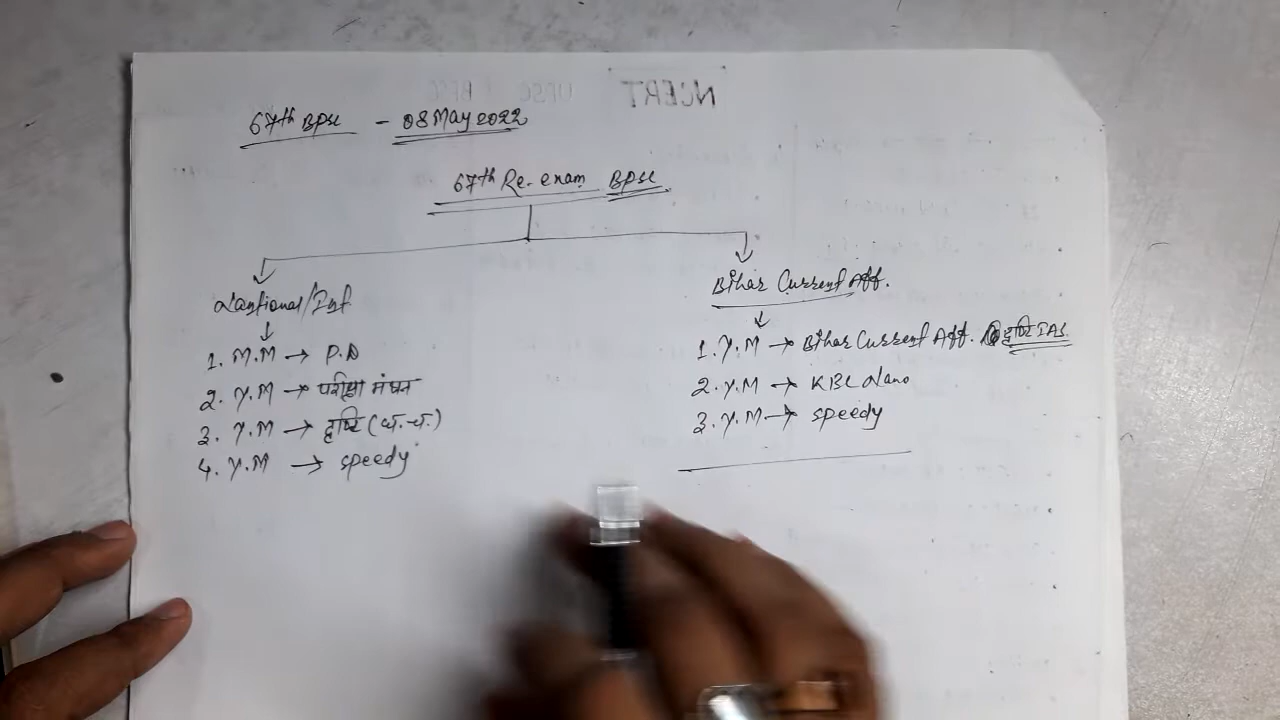 67th BPSC - 08 May 2022
67th Re-exam BPSC
National/Int
1. M.M → P.D
2. Y.M → परीक्षा मंथन
3. Y.M → दृष्टि (क.-अ.)
4. Y.M → speedy
Bihar Current Aff.
1. Y.M → Bihar Current Aff. दृष्टि IAS
2. Y.M → KBC Nano
3. Y.M → speedy